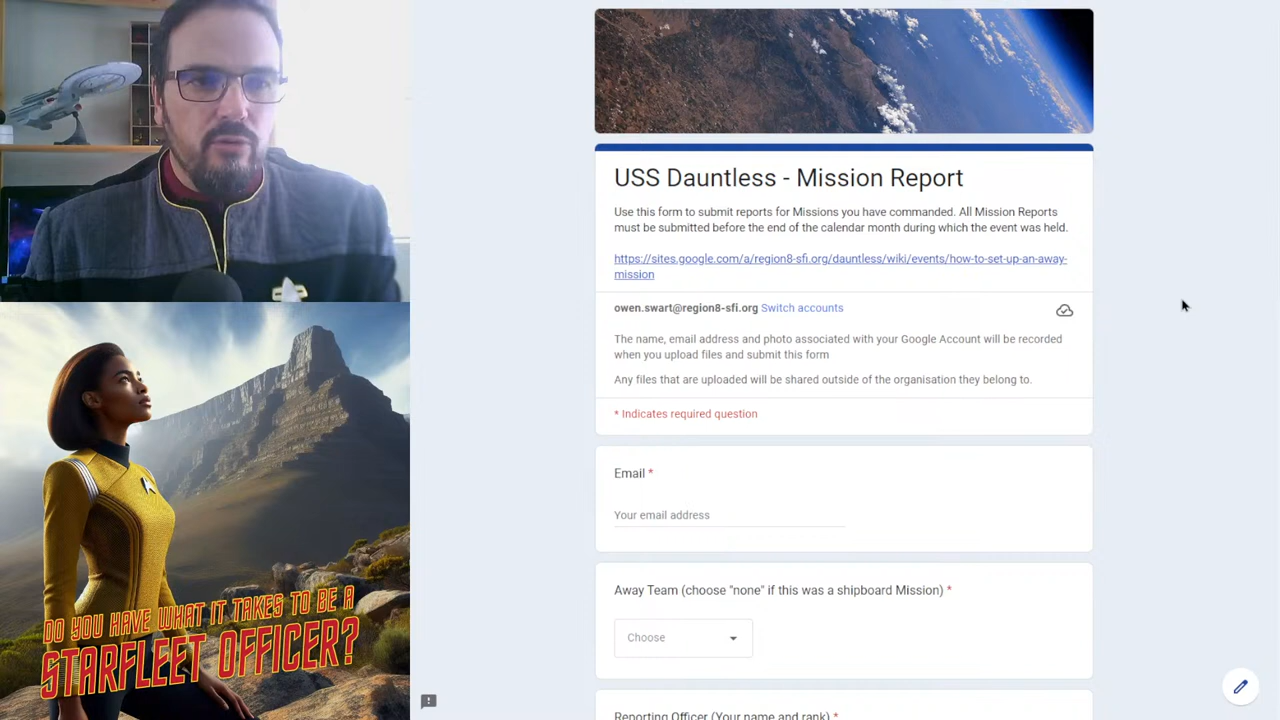 USS Dauntless - Mission Report
Use this form to submit reports for Missions you have commanded. All Mission Reports
must be submitted before the end of the calendar month during which the event was held.
https://sites.google.com/a/region8-sfi.org/dauntless/wiki/events/how-to-set-up-an-away-
mission
owen.swart@region8-sfi.org Switch accounts
The name, email address and photo associated with your Google Account will be recorded
when you upload files and submit this form
Any files that are uploaded will be shared outside of the organisation they belong to.
* Indicates required question
Email *
Your email address
Away Team (choose "none" if this was a shipboard Mission) *
Choose
Reporting Officer (Your name and rank) *
DO YOU HAVE WHAT IT TAKES TO BE A
STARFLEET OFFICER?